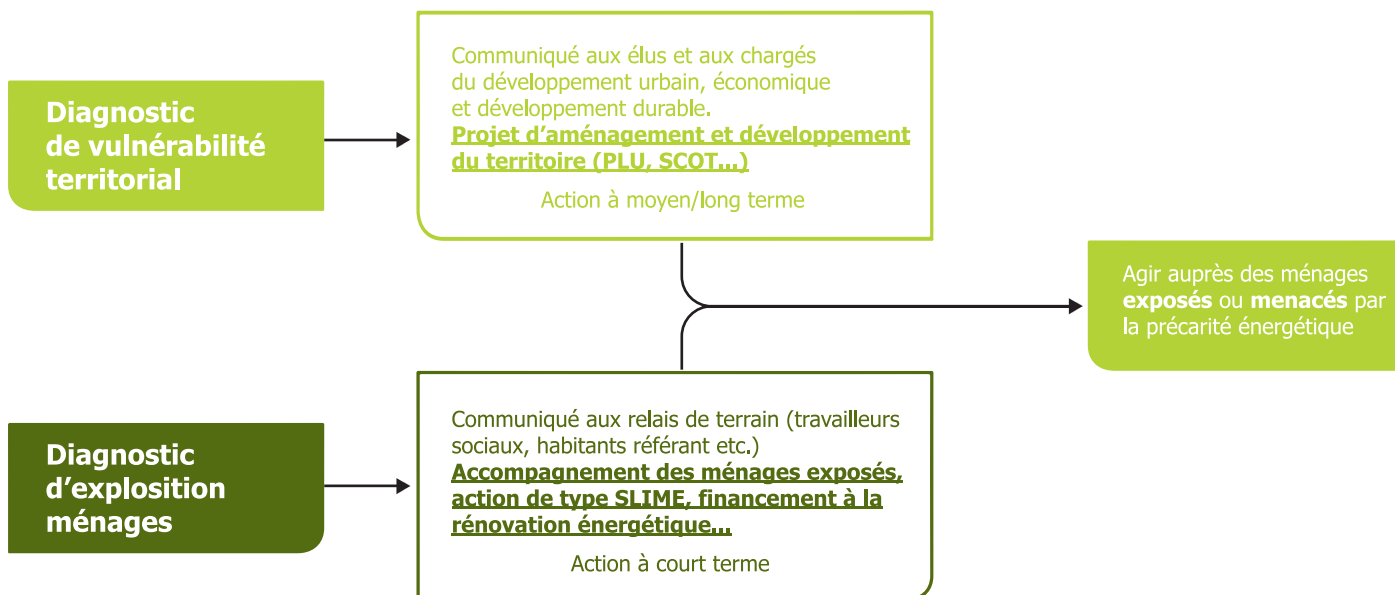 Diagnostic
de vulnérabilité
territorial
Communiqué aux élus et aux chargés
du développement urbain, économique
et développement durable.
Projet d’aménagement et développement
du territoire (PLU, SCOT...)
Action à moyen/long terme
Agir auprès des ménages
exposés ou menacés par
la précarité énergétique
Diagnostic
d’explosition
ménages
Communiqué aux relais de terrain (travailleurs
sociaux, habitants référant etc.)
Accompagnement des ménages exposés,
action de type SLIME, financement à la
rénovation énergétique...
Action à court terme